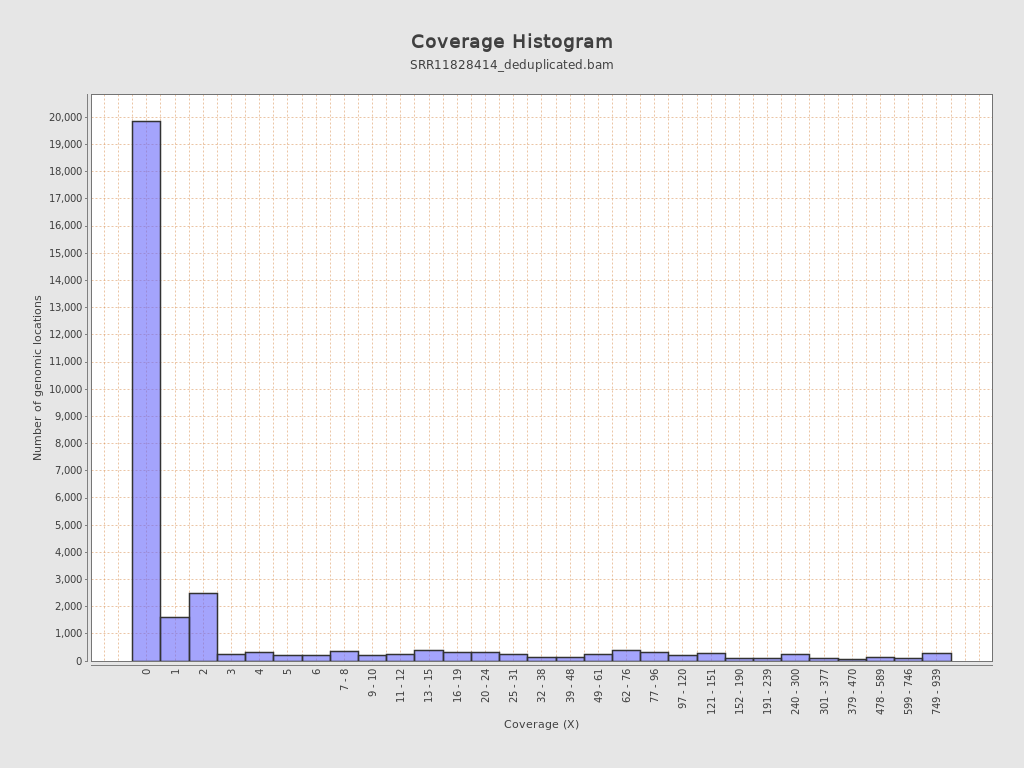 Coverage Histogram
SRR11828414_deduplicated.bam
20,000
19,000
18,000
17,000
16,000
15,000
14,000
13,000
12,000
11,000
10,000
9,000
8,000
7,000
6,000
5,000
4,000
3,000
2,000
1,000
0
Number of genomic locations
0
1
2
3
4
5
6
7 - 8
9 - 10
11 - 12
13 - 15
16 - 19
20 - 24
25 - 31
32 - 38
39 - 48
49 - 61
62 - 76
77 - 96
97 - 120
121 - 151
152 - 190
191 - 239
240 - 300
301 - 377
379 - 470
478 - 589
599 - 746
749 - 939
Coverage (X)